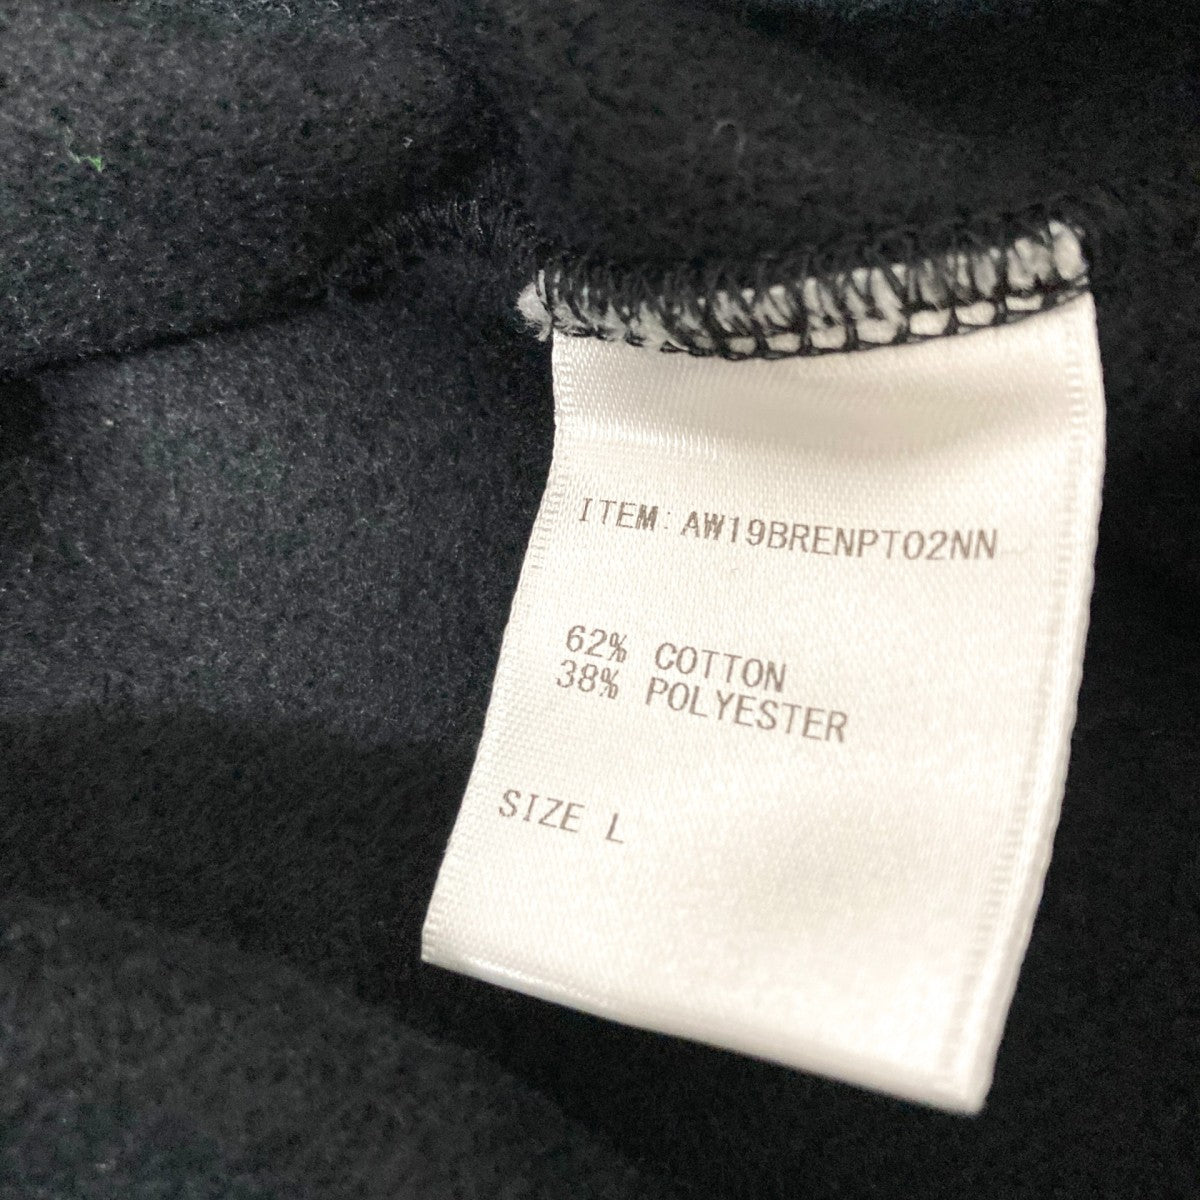 ITEM: AW19BRENPT02NN
62% COTTON
38% POLYESTER
SIZE L